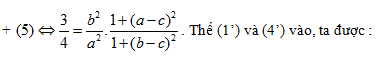 + (5) ⇔ 3/4 = b²/a² · 1+(a−c)²/1+(b−c)² . Thế (1’) và (4’) vào, ta được :